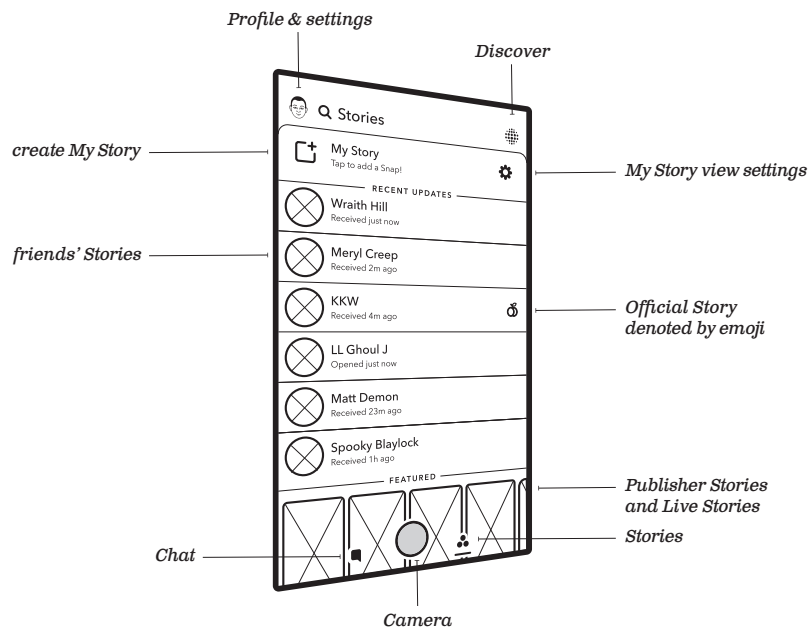 Profile & settings
Discover
Stories
create My Story
My Story
Tap to add a Snap!
My Story view settings
RECENT UPDATES
Wraith Hill
Received just now
friends’ Stories
Meryl Creep
Received 2m ago
KKW
Received 4m ago
Official Story
denoted by emoji
LL Ghoul J
Opened just now
Matt Demon
Received 23m ago
Spooky Blaylock
Received 1h ago
FEATURED
Publisher Stories
and Live Stories
Stories
Chat
Camera